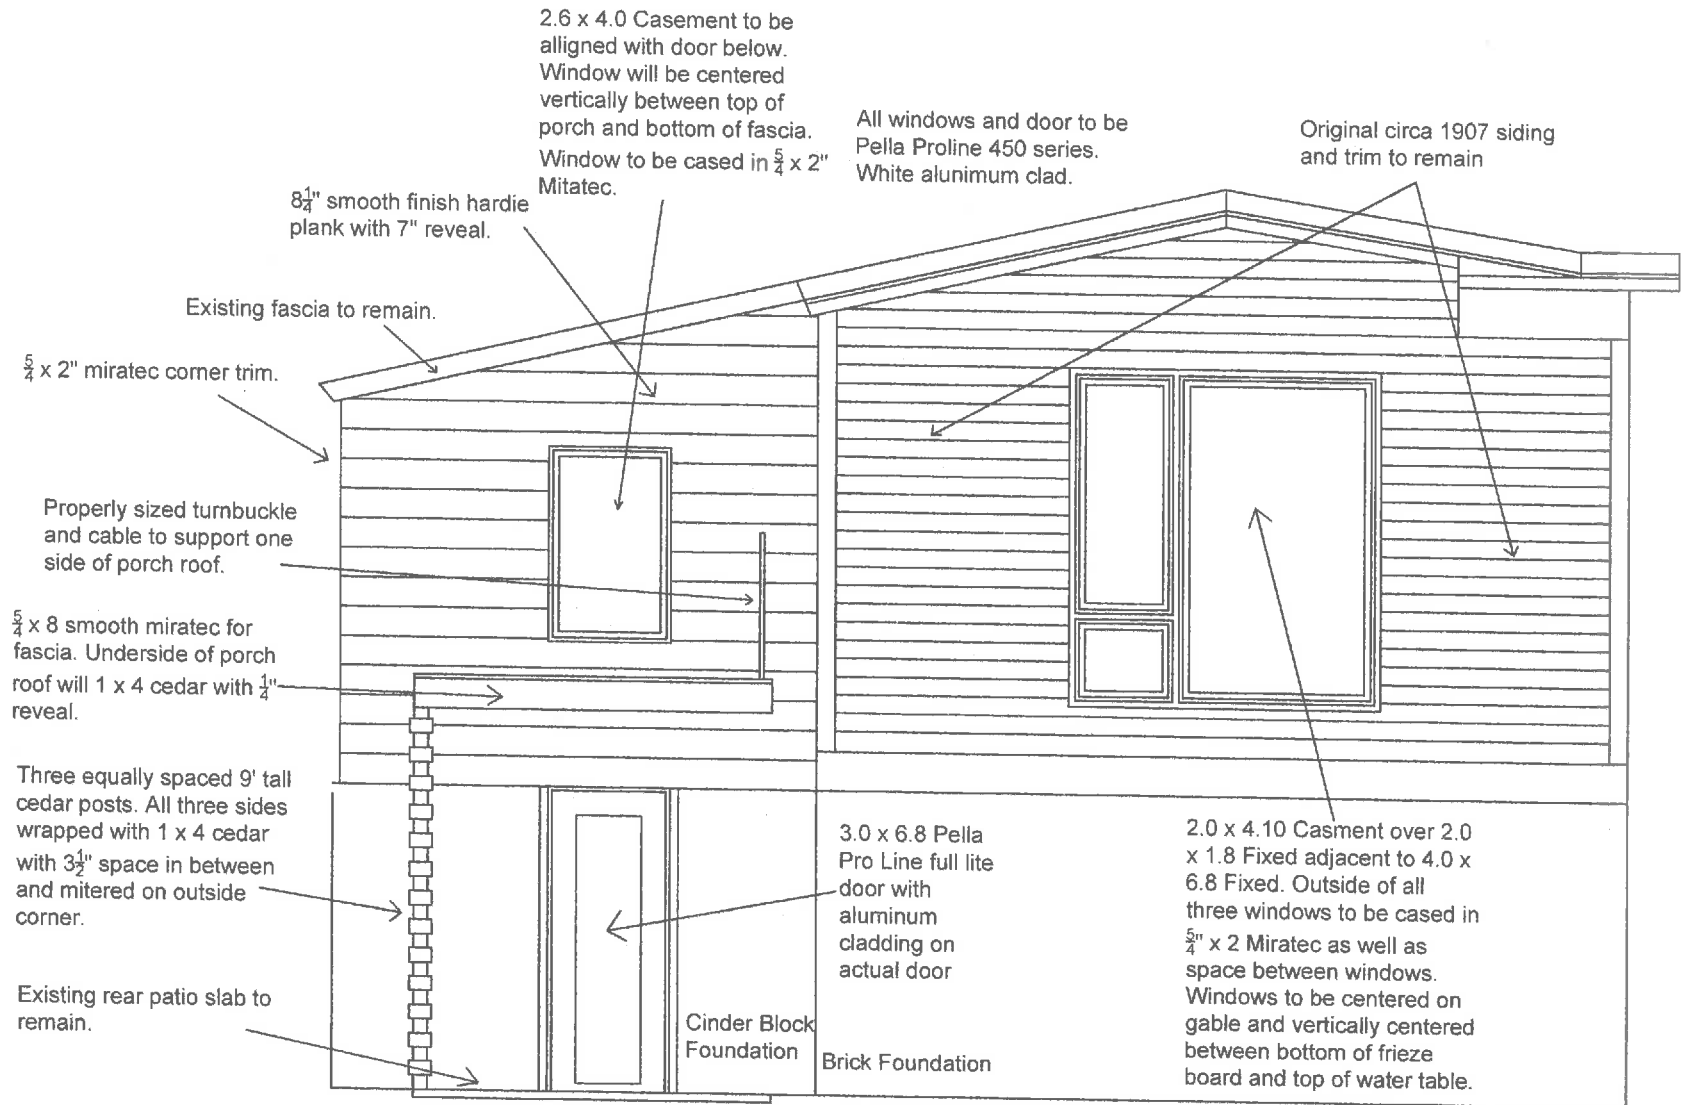 2.6 x 4.0 Casement to be
alligned with door below.
Window will be centered
vertically between top of
porch and bottom of fascia.
Window to be cased in 5/4 x 2"
Mitatec.
All windows and door to be
Pella Proline 450 series.
White alunimum clad.
Original circa 1907 siding
and trim to remain
8 1/4" smooth finish hardie
plank with 7" reveal.
Existing fascia to remain.
5/4 x 2" miratec corner trim.
Properly sized turnbuckle
and cable to support one
side of porch roof.
5/4 x 8 smooth miratec for
fascia. Underside of porch
roof will 1 x 4 cedar with 1/4"
reveal.
Three equally spaced 9' tall
cedar posts. All three sides
wrapped with 1 x 4 cedar
with 3 1/2" space in between
and mitered on outside
corner.
Existing rear patio slab to
remain.
3.0 x 6.8 Pella
Pro Line full lite
door with
aluminum
cladding on
actual door
Cinder Block
Foundation
Brick Foundation
2.0 x 4.10 Casment over 2.0
x 1.8 Fixed adjacent to 4.0 x
6.8 Fixed. Outside of all
three windows to be cased in
5/4" x 2 Miratec as well as
space between windows.
Windows to be centered on
gable and vertically centered
between bottom of frieze
board and top of water table.